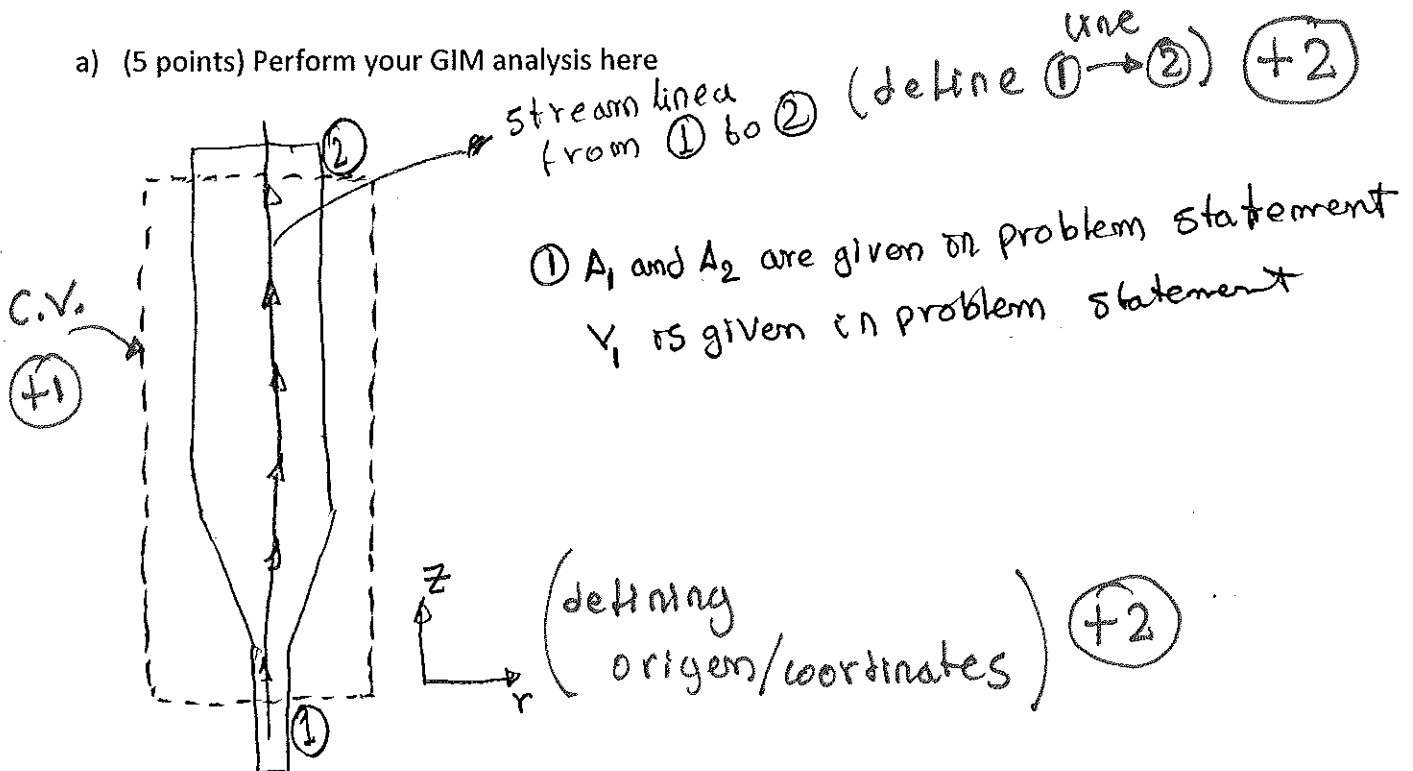 a) (5 points) Perform your GIM analysis here
stream lined from ① to ② (define line ①→②) +2
② 
① A₁ and A₂ are given in problem statement
V₁ is given in problem statement
C.V.
+1
z
r
(defining origen/coordinates) +2
①